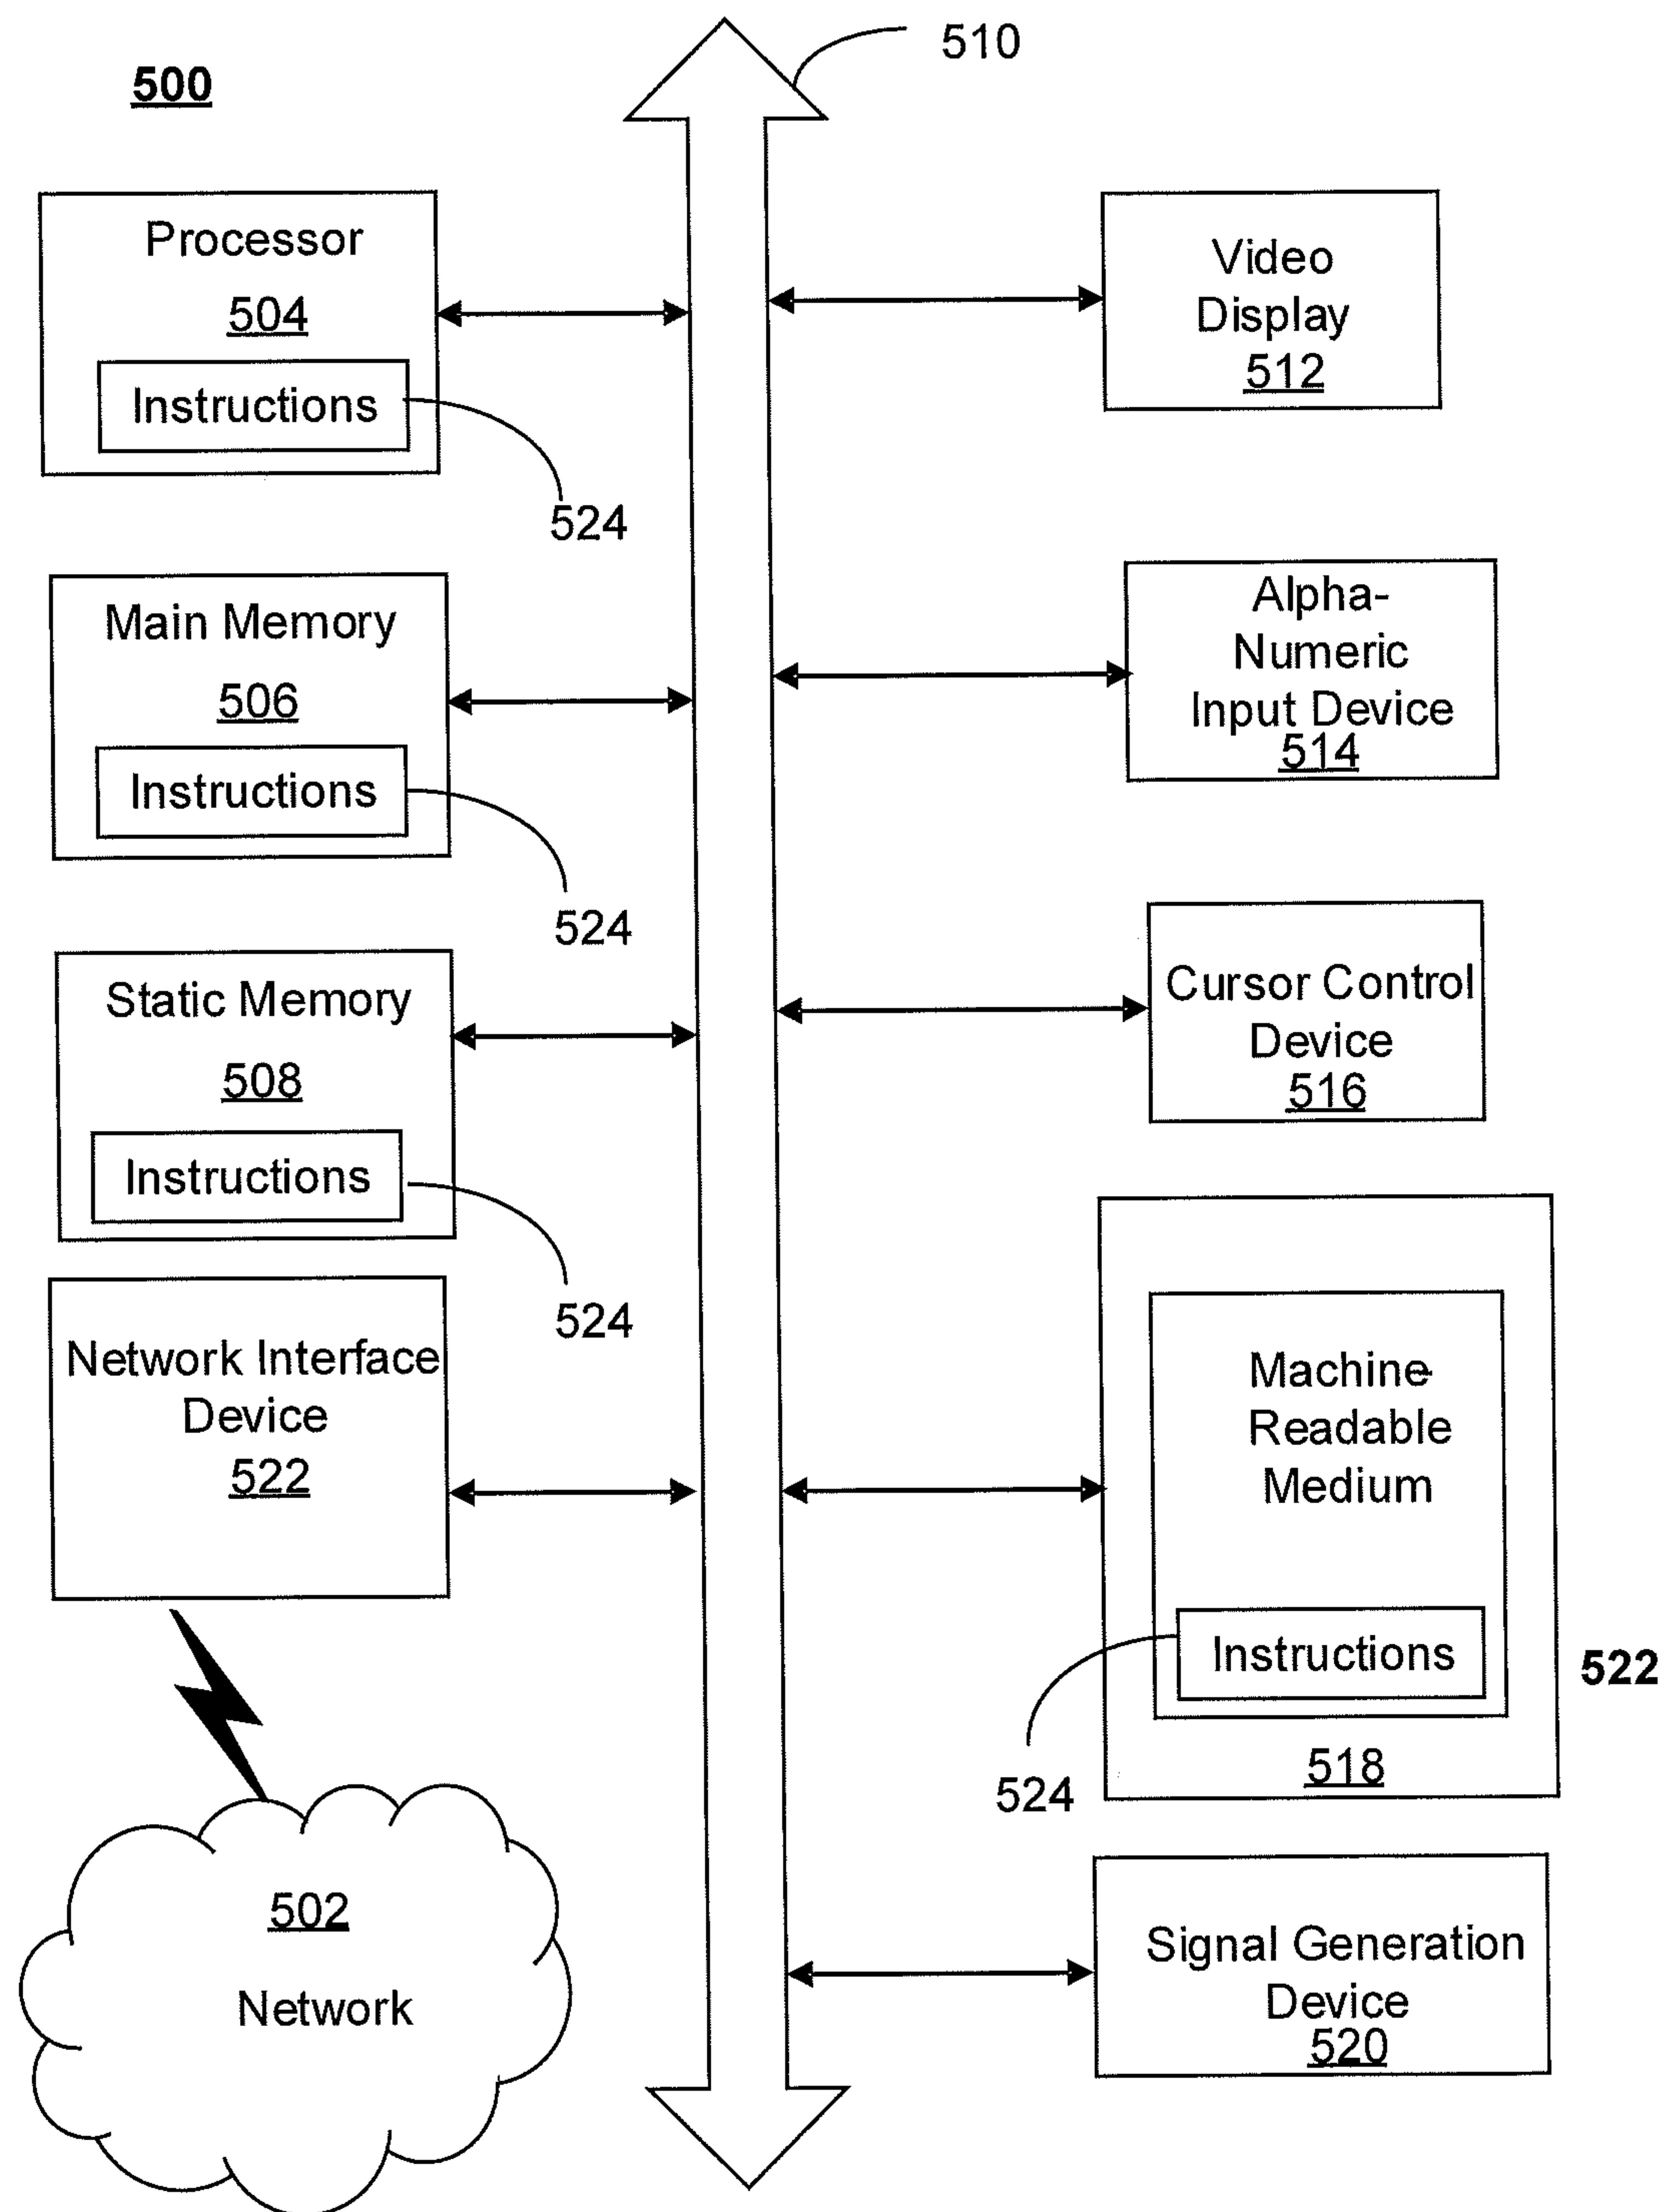 500
510
Processor
504
Instructions
524
Main Memory
506
Instructions
524
Static Memory
508
Instructions
524
Network Interface
Device
522
502
Network
Video
Display
512
Alpha-
Numeric
Input Device
514
Cursor Control
Device
516
Machine-
Readable
Medium
Instructions
524
518
522
Signal Generation
Device
520